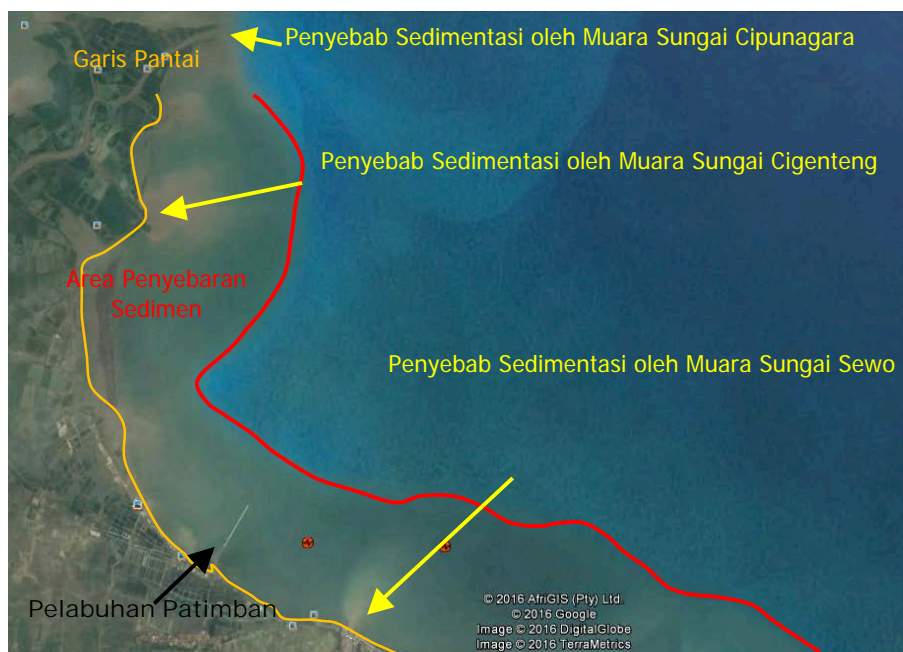 Penyebab Sedimentasi oleh Muara Sungai Cipunagara
Garis Pantai
Penyebab Sedimentasi oleh Muara Sungai Cigenteng
Area Penyebaran
Sedimen
Penyebab Sedimentasi oleh Muara Sungai Sewo
Pelabuhan Patimban
© 2016 AfriGIS (Pty) Ltd.
© 2016 Google
Image © 2016 DigitalGlobe
Image © 2016 TerraMetrics